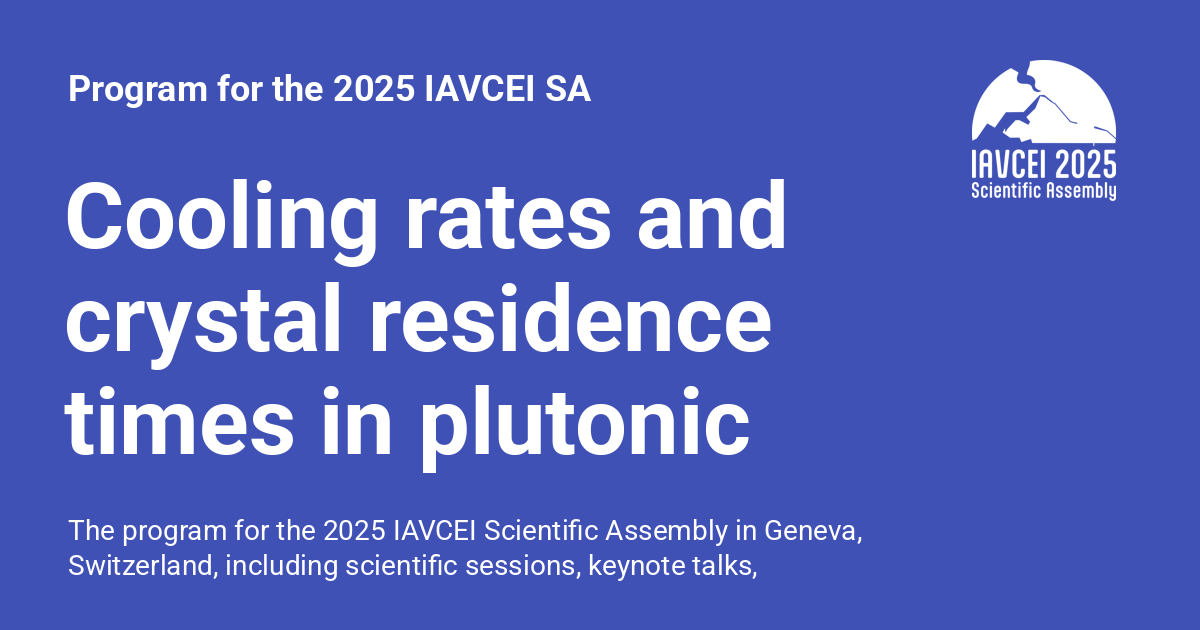 Program for the 2025 IAVCEI SA
IAVCEI 2025
Scientific Assembly
Cooling rates and
crystal residence
times in plutonic
The program for the 2025 IAVCEI Scientific Assembly in Geneva,
Switzerland, including scientific sessions, keynote talks,